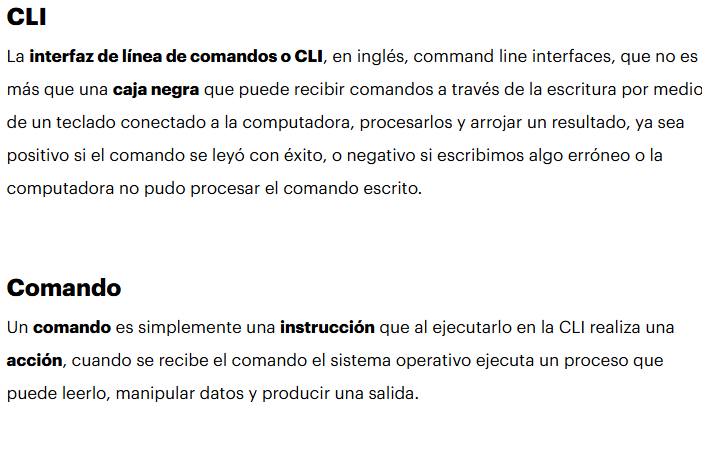 CLI
La interfaz de línea de comandos o CLI, en inglés, command line interfaces, que no es
más que una caja negra que puede recibir comandos a través de la escritura por medio
de un teclado conectado a la computadora, procesarlos y arrojar un resultado, ya sea
positivo si el comando se leyó con éxito, o negativo si escribimos algo erróneo o la
computadora no pudo procesar el comando escrito.
Comando
Un comando es simplemente una instrucción que al ejecutarlo en la CLI realiza una
acción, cuando se recibe el comando el sistema operativo ejecuta un proceso que
puede leerlo, manipular datos y producir una salida.